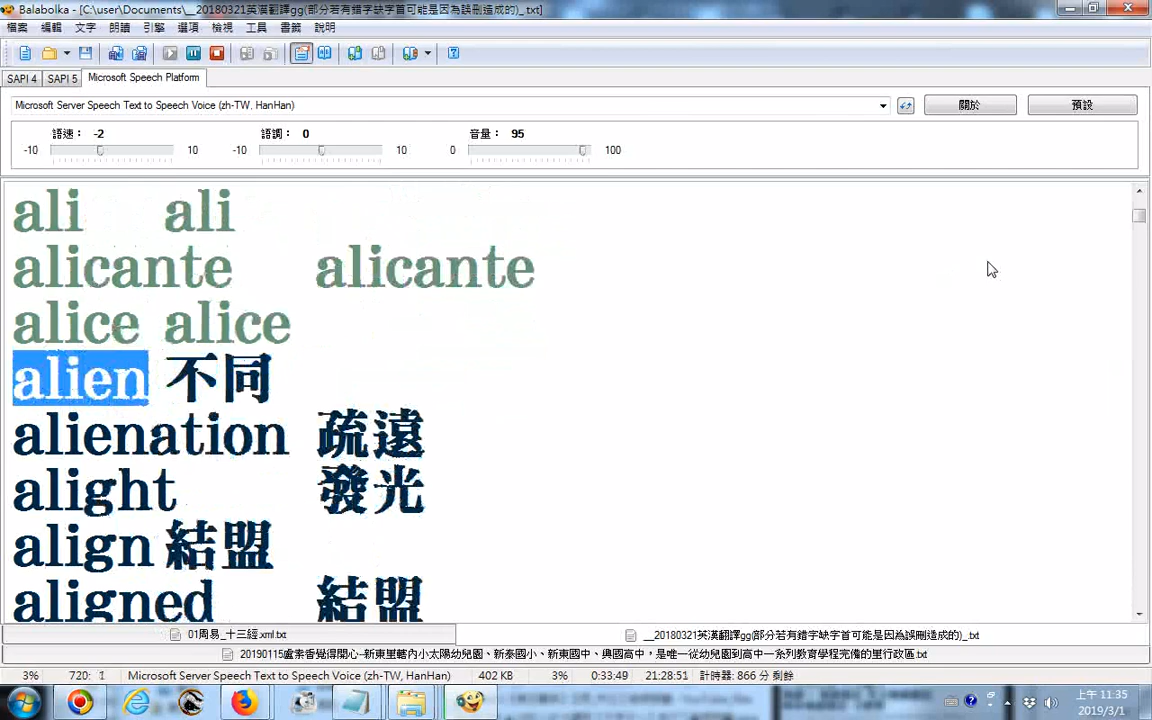 Balabolka - [C:\user\Documents\__20180321英漢翻譯gg(部分若有錯字缺字首可能是因為誤刪造成的)_.txt]
檔案 編輯 文字 朗讀 引擎 選項 檢視 工具 書籤 說明
SAPI 4 SAPI 5 Microsoft Speech Platform
Microsoft Server Speech Text to Speech Voice (zh-TW, HanHan) 關於 預設
語速： -2 語調： 0 音量： 95
-10 10 -10 10 0 100
ali ali
alicante alicante
alice alice
alien 不同
alienation 疏遠
alight 發光
align 結盟
aligned 結盟
01周易_十三經.xml.txt __20180321英漢翻譯gg(部分若有錯字缺字首可能是因為誤刪造成的)_.txt
20190115盧素香覺得開心-新東里轄內小太陽幼兒園、新泰國小、新東國中、興國高中，是唯一從幼兒園到高中一系列教育學程完備的里行政區.txt
3% 720: 1 Microsoft Server Speech Text to Speech Voice (zh-TW, HanHan) 402 KB 3% 0:33:49 21:28:51 計時器: 866 分 剩餘
上午 11:35
2019/3/1